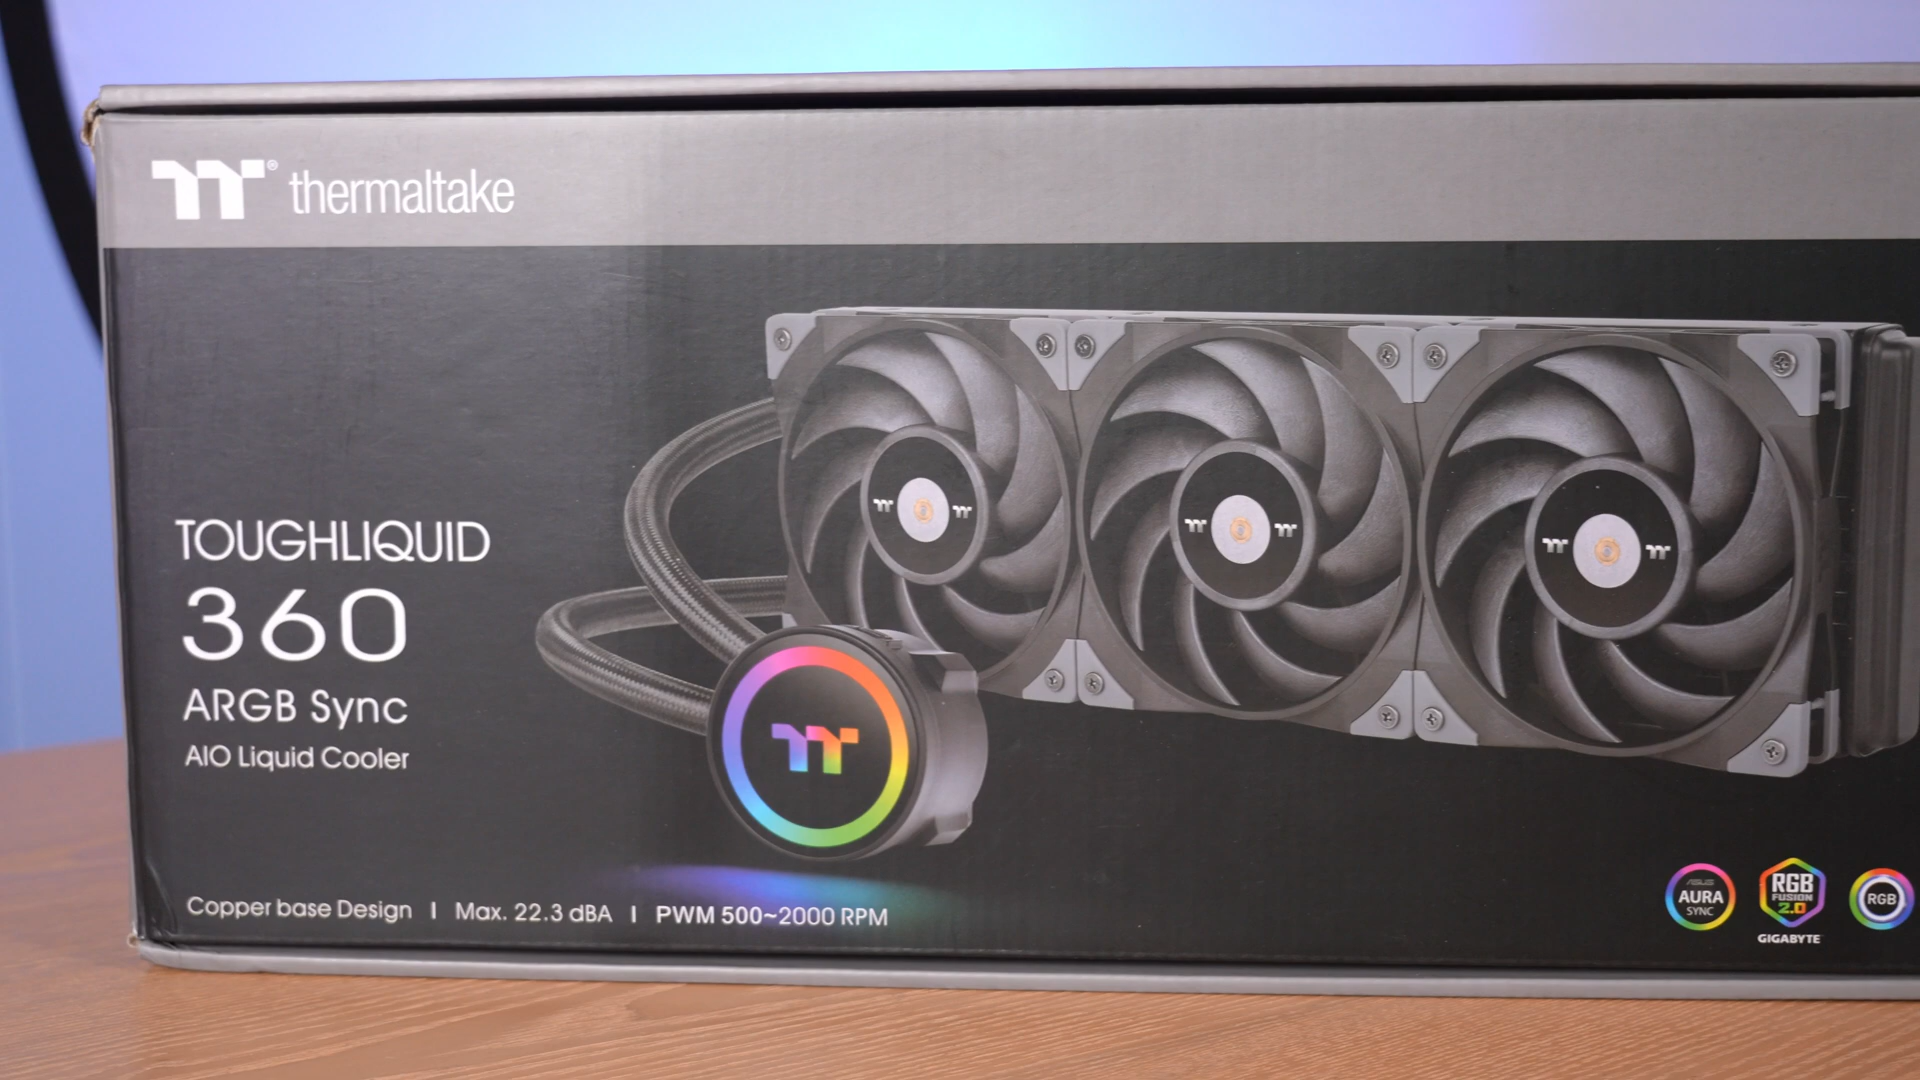 thermaltake
TOUGHLIQUID
360
ARGB Sync
AIO Liquid Cooler
Copper base Design | Max. 22.3 dBA | PWM 500~2000 RPM
ASUS
AURA
SYNC
RGB
FUSION
2.0
GIGABYTE
RGB